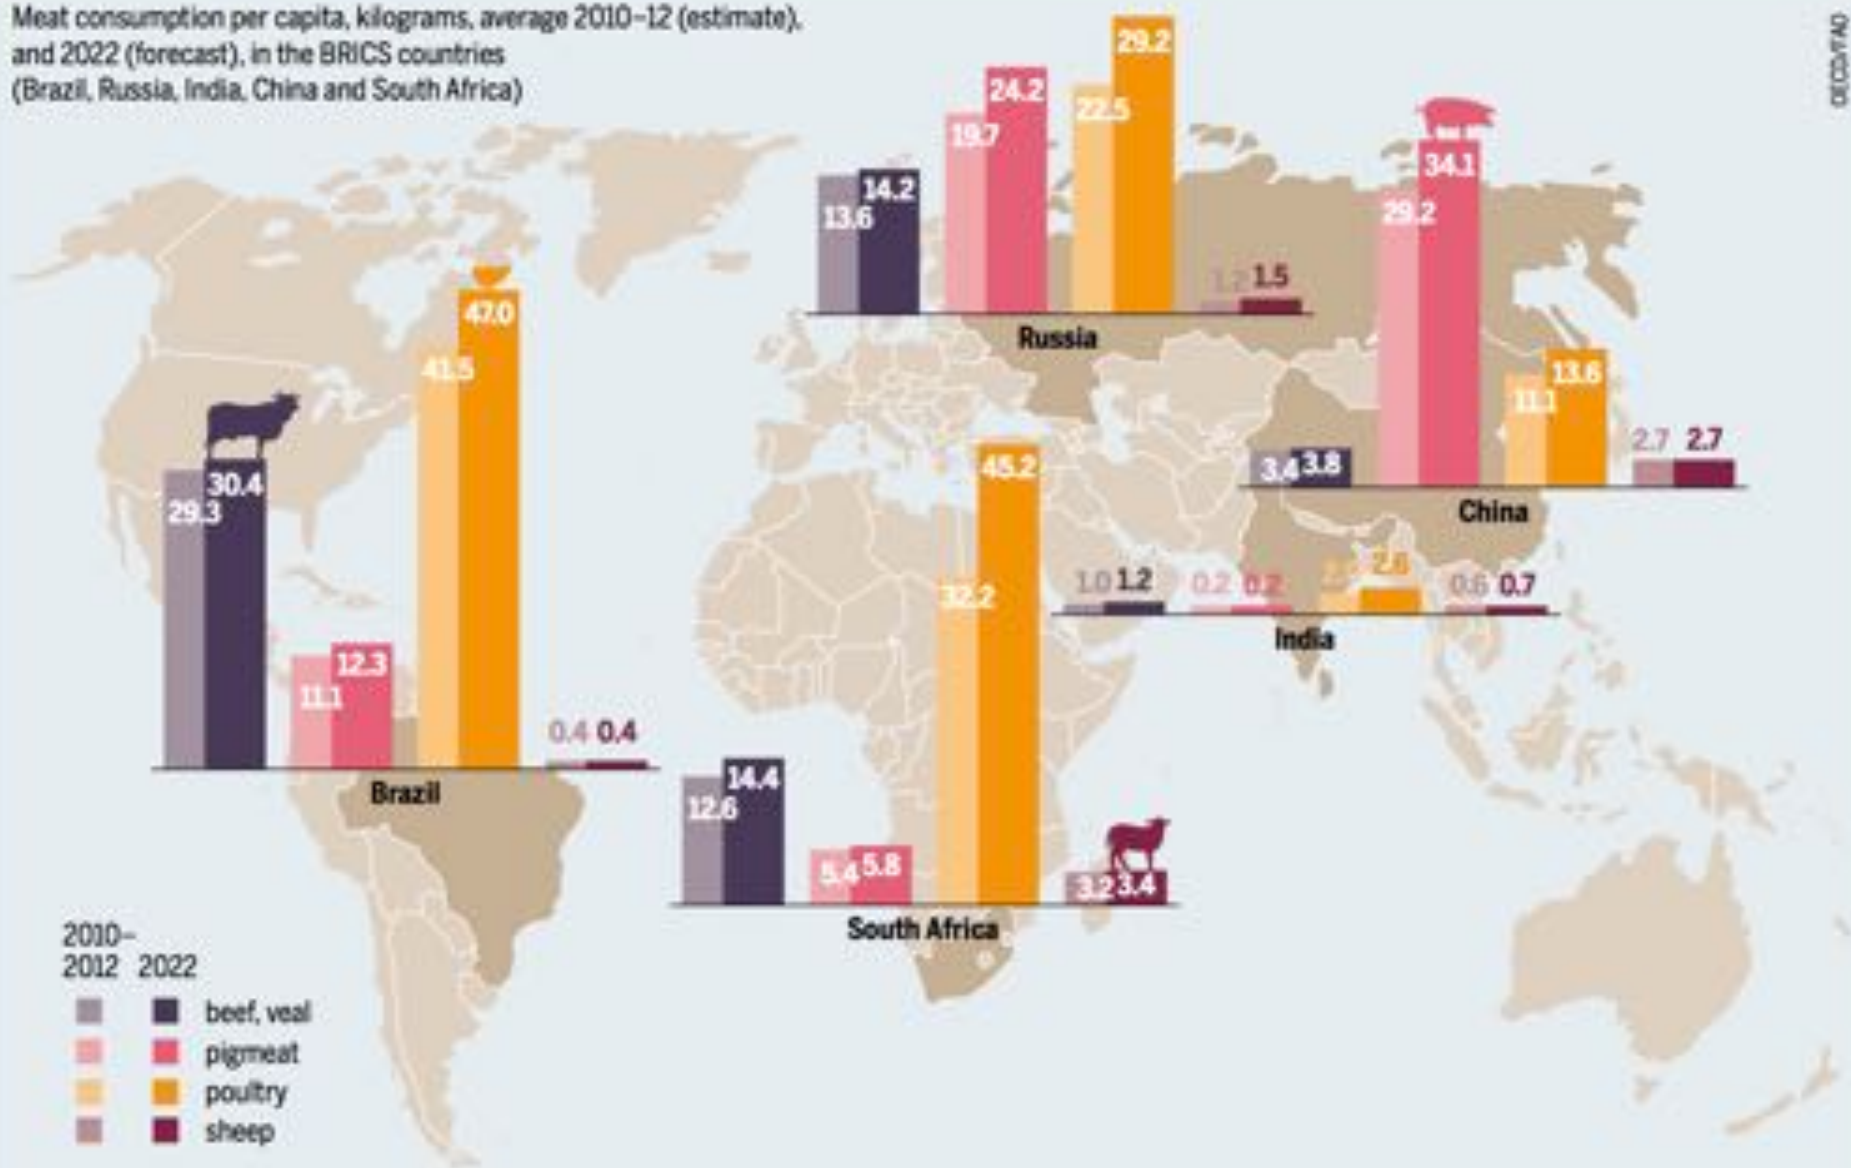 Meat consumption per capita, kilograms, average 2010–12 (estimate),
and 2022 (forecast), in the BRICS countries
(Brazil, Russia, India, China and South Africa)
OECD/FAO
29.2
24.2
22.5
19.7
14.2
13.6
1.2 1.5
Russia
34.1
29.2
13.6
11.1
3.4 3.8
2.7 2.7
China
47.0
41.5
30.4
29.3
12.3
11.1
0.4 0.4
Brazil
45.2
32.2
14.4
12.6
5.4 5.8
3.2 3.4
South Africa
1.0 1.2
0.2 0.2
2.6
0.6 0.7
India
2010–
2012 2022
beef, veal
pigmeat
poultry
sheep